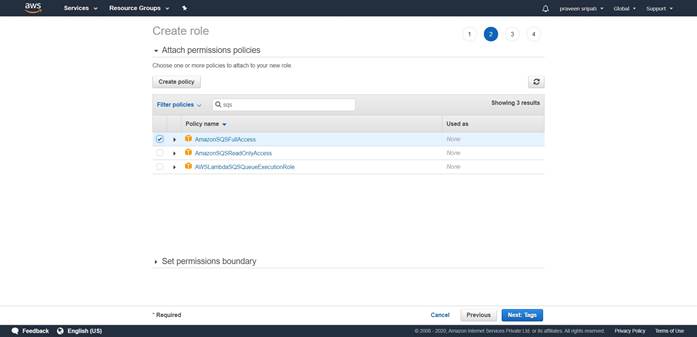 aws Services Resource Groups praveen sripati Global Support
Create role 1 2 3 4
Attach permissions policies
Choose one or more policies to attach to your new role.
Create policy
Filter policies sqs Showing 3 results
Policy name Used as
AmazonSQSFullAccess None
AmazonSQSReadOnlyAccess None
AWSLambdaSQSQueueExecutionRole None
Set permissions boundary
* Required Cancel Previous Next: Tags
Feedback English (US) © 2008 - 2020, Amazon Internet Services Private Ltd. or its affiliates. All rights reserved. Privacy Policy Terms of Use